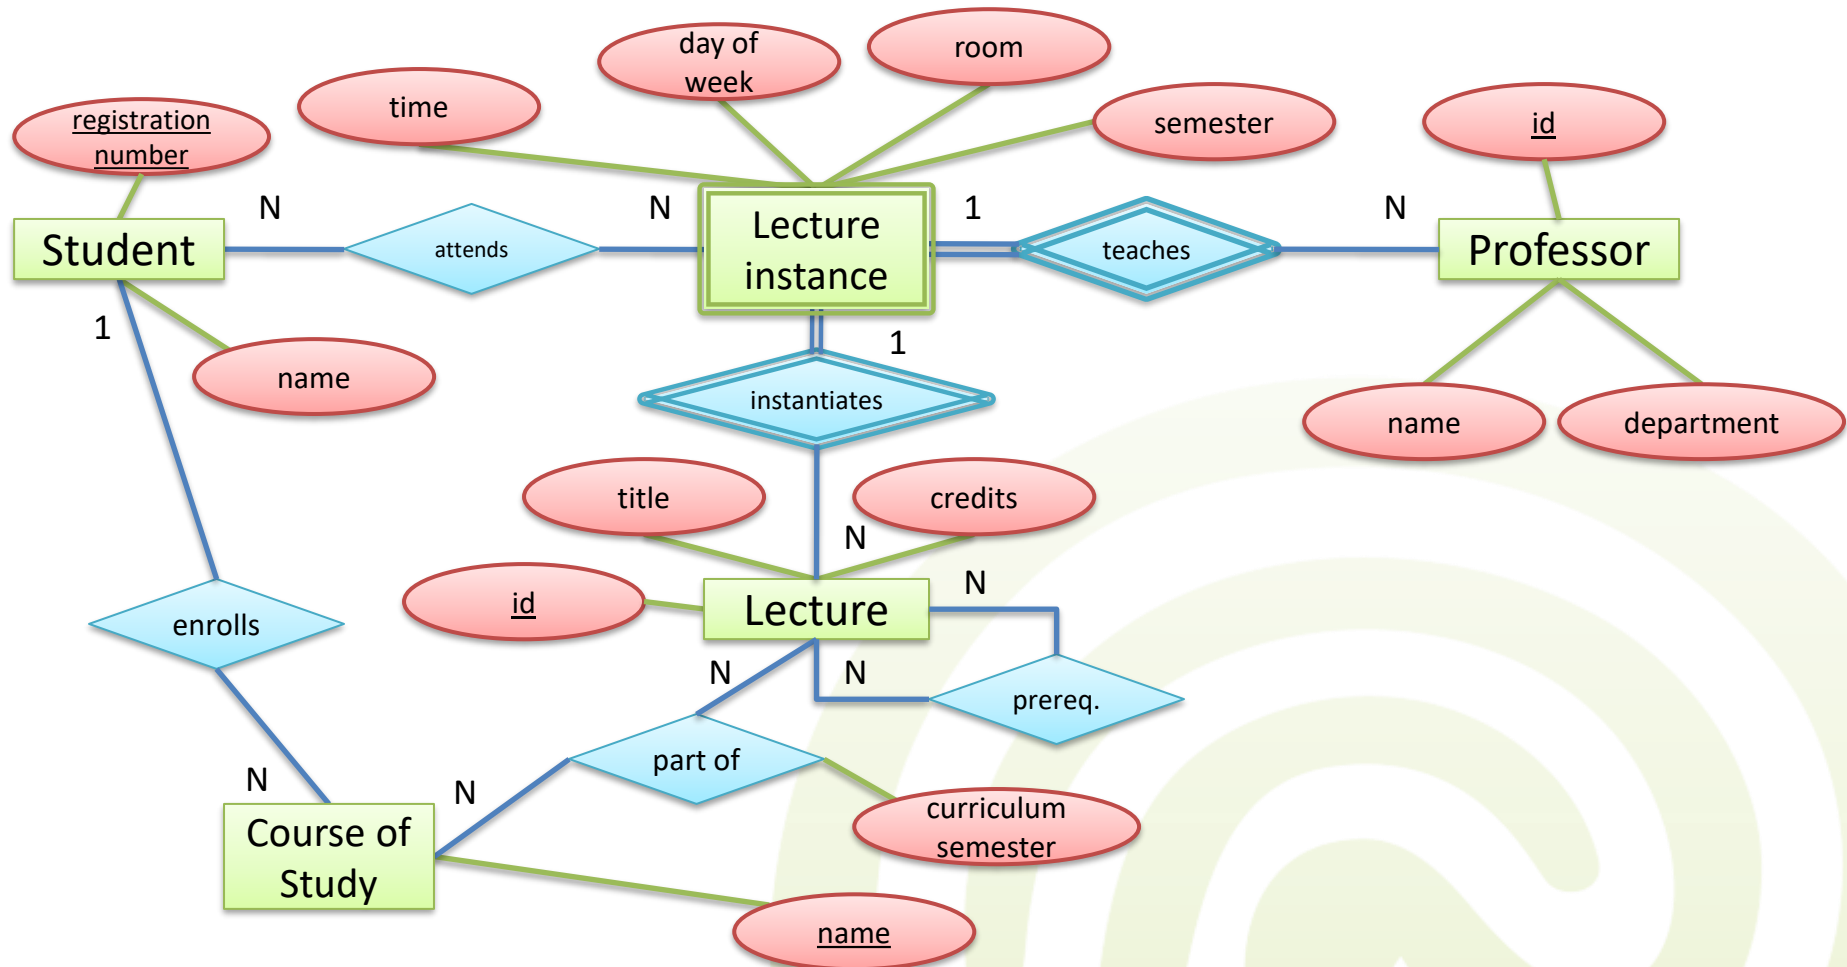 day of
week
room
time
semester
registration
number
id
N
N
1
N
Student
attends
Lecture
instance
teaches
Professor
1
1
name
instantiates
name
department
title
credits
N
N
id
Lecture
enrolls
N
N
prereq.
part of
N
N
curriculum
semester
Course of
Study
name